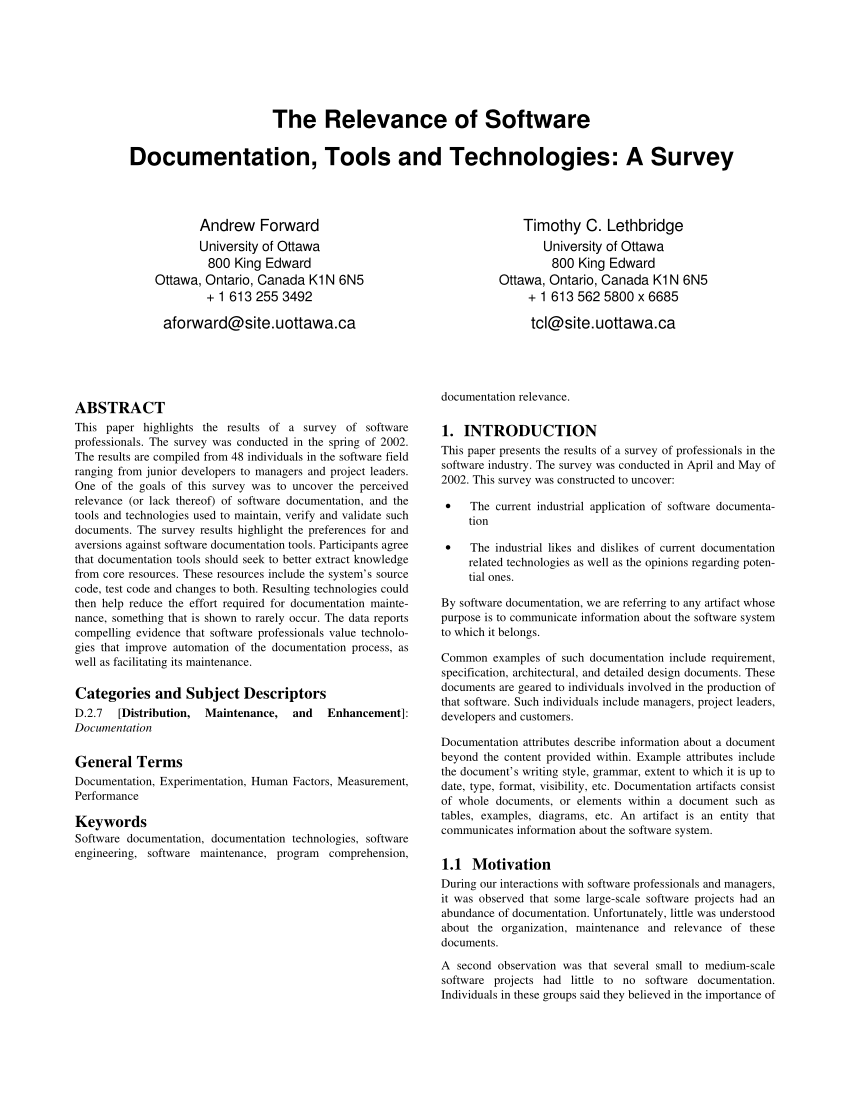 The Relevance of Software
Documentation, Tools and Technologies: A Survey
Andrew Forward
University of Ottawa
800 King Edward
Ottawa, Ontario, Canada K1N 6N5
+ 1 613 255 3492
aforward@site.uottawa.ca
Timothy C. Lethbridge
University of Ottawa
800 King Edward
Ottawa, Ontario, Canada K1N 6N5
+ 1 613 562 5800 x 6685
tcl@site.uottawa.ca
ABSTRACT
This paper highlights the results of a survey of software
professionals. The survey was conducted in the spring of 2002.
The results are compiled from 48 individuals in the software field
ranging from junior developers to managers and project leaders.
One of the goals of this survey was to uncover the perceived
relevance (or lack thereof) of software documentation, and the
tools and technologies used to maintain, verify and validate such
documents. The survey results highlight the preferences for and
aversions against software documentation tools. Participants agree
that documentation tools should seek to better extract knowledge
from core resources. These resources include the system's source
code, test code and changes to both. Resulting technologies could
then help reduce the effort required for documentation mainte-
nance, something that is shown to rarely occur. The data reports
compelling evidence that software professionals value technolo-
gies that improve automation of the documentation process, as
well as facilitating its maintenance.
Categories and Subject Descriptors
D.2.7 [Distribution, Maintenance, and Enhancement]:
Documentation
General Terms
Documentation, Experimentation, Human Factors, Measurement,
Performance
Keywords
Software documentation, documentation technologies, software
engineering, software maintenance, program comprehension,
documentation relevance.
1. INTRODUCTION
This paper presents the results of a survey of professionals in the
software industry. The survey was conducted in April and May of
2002. This survey was constructed to uncover:
• The current industrial application of software documenta-
tion
• The industrial likes and dislikes of current documentation
related technologies as well as the opinions regarding poten-
tial ones.
By software documentation, we are referring to any artifact whose
purpose is to communicate information about the software system
to which it belongs.
Common examples of such documentation include requirement,
specification, architectural, and detailed design documents. These
documents are geared to individuals involved in the production of
that software. Such individuals include managers, project leaders,
developers and customers.
Documentation attributes describe information about a document
beyond the content provided within. Example attributes include
the document's writing style, grammar, extent to which it is up to
date, type, format, visibility, etc. Documentation artifacts consist
of whole documents, or elements within a document such as
tables, examples, diagrams, etc. An artifact is an entity that
communicates information about the software system.
1.1 Motivation
During our interactions with software professionals and managers,
it was observed that some large-scale software projects had an
abundance of documentation. Unfortunately, little was understood
about the organization, maintenance and relevance of these
documents.
A second observation was that several small to medium-scale
software projects had little to no software documentation.
Individuals in these groups said they believed in the importance of